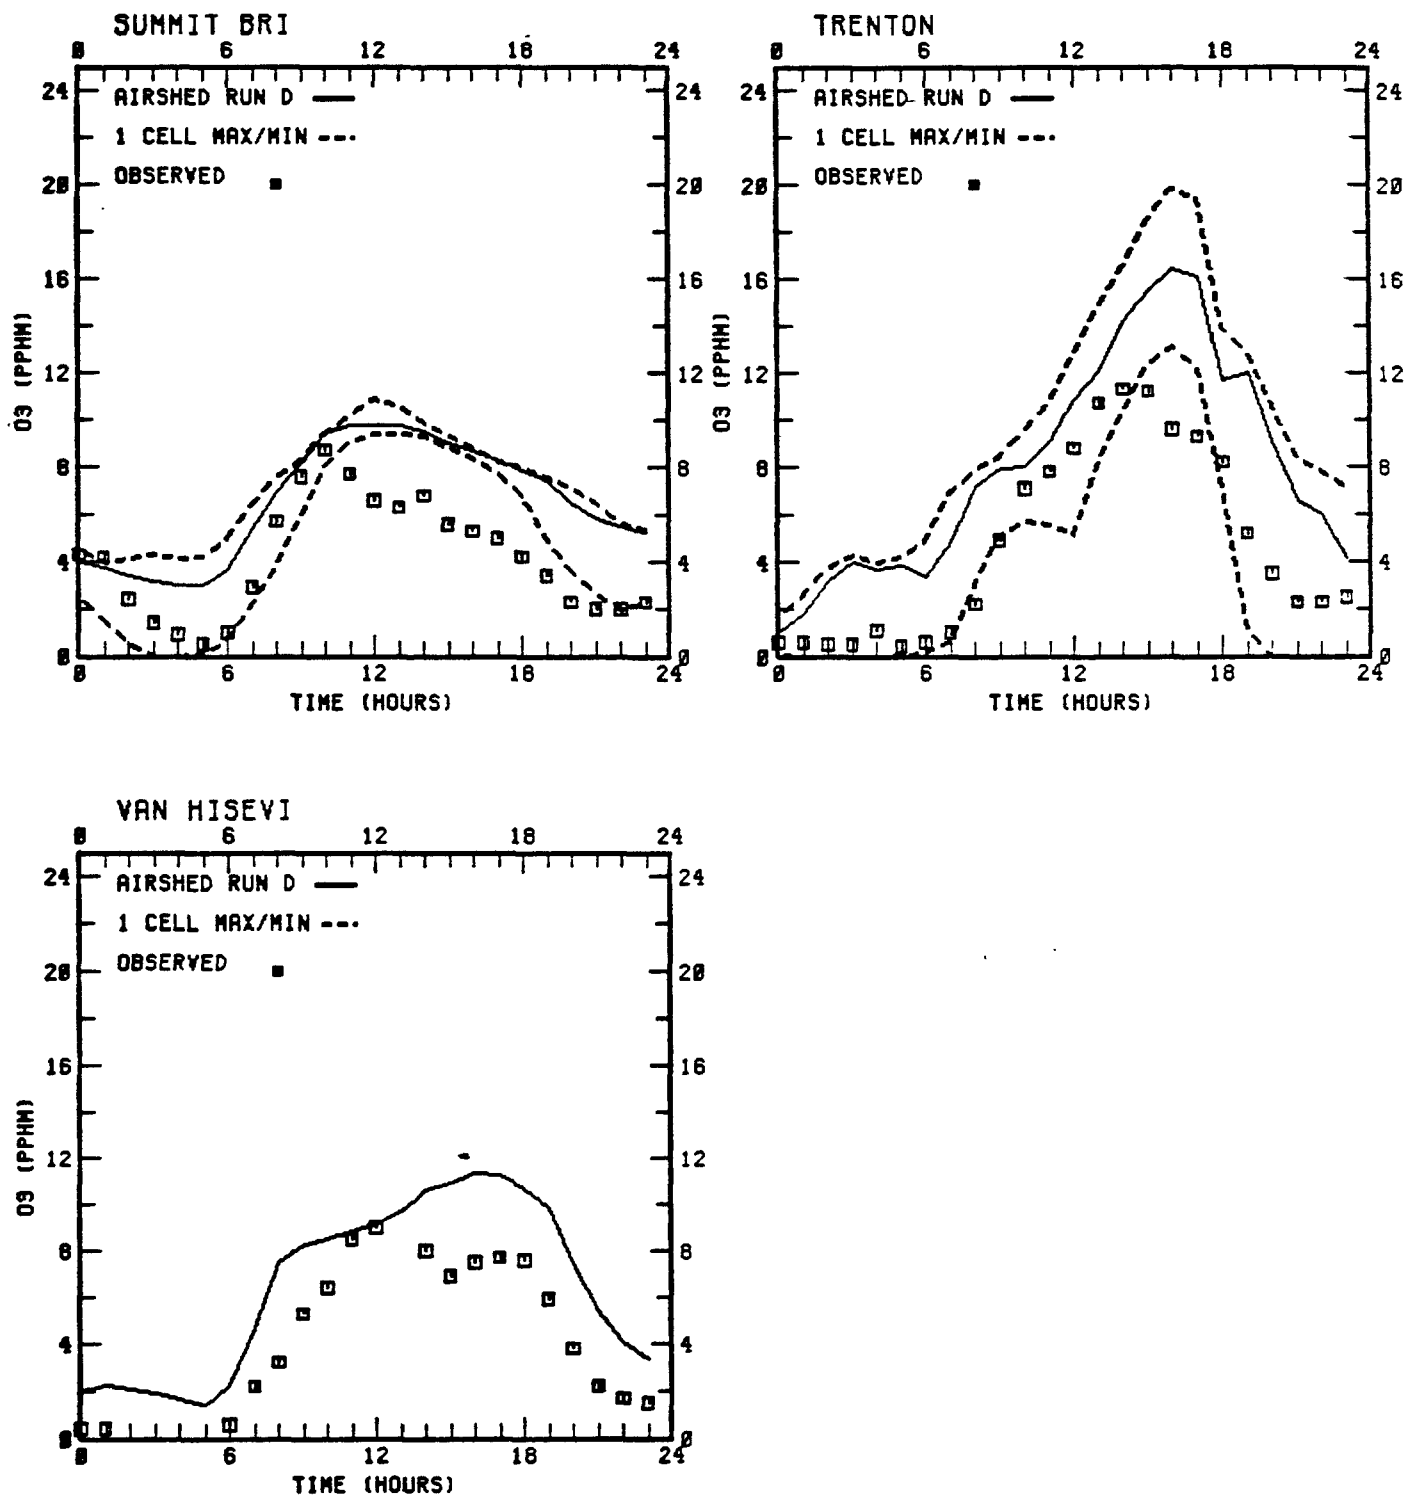 SUMMIT BRI
0 6 12 18 24
AIRSHED RUN D
1 CELL MAX/MIN
OBSERVED
24 24
20 20
16 16
12 12
8 8
4 4
0 0
O3 (PPHM)
0 6 12 18 24
TIME (HOURS)
TRENTON
0 6 12 18 24
AIRSHED RUN D
1 CELL MAX/MIN
OBSERVED
24 24
20 20
16 16
12 12
8 8
4 4
0 0
O3 (PPHM)
0 6 12 18 24
TIME (HOURS)
VAN HISEVI
0 6 12 18 24
AIRSHED RUN D
1 CELL MAX/MIN
OBSERVED
24 24
20 20
16 16
12 12
8 8
4 4
0 0
O3 (PPHM)
0 6 12 18 24
TIME (HOURS)